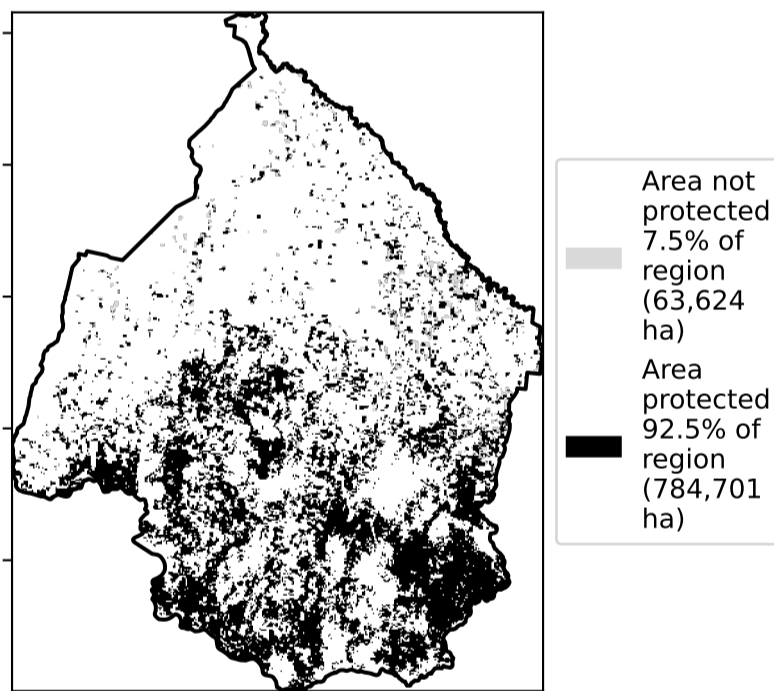 Area not
protected
7.5% of
region
(63,624
ha)
Area
protected
92.5% of
region
(784,701
ha)